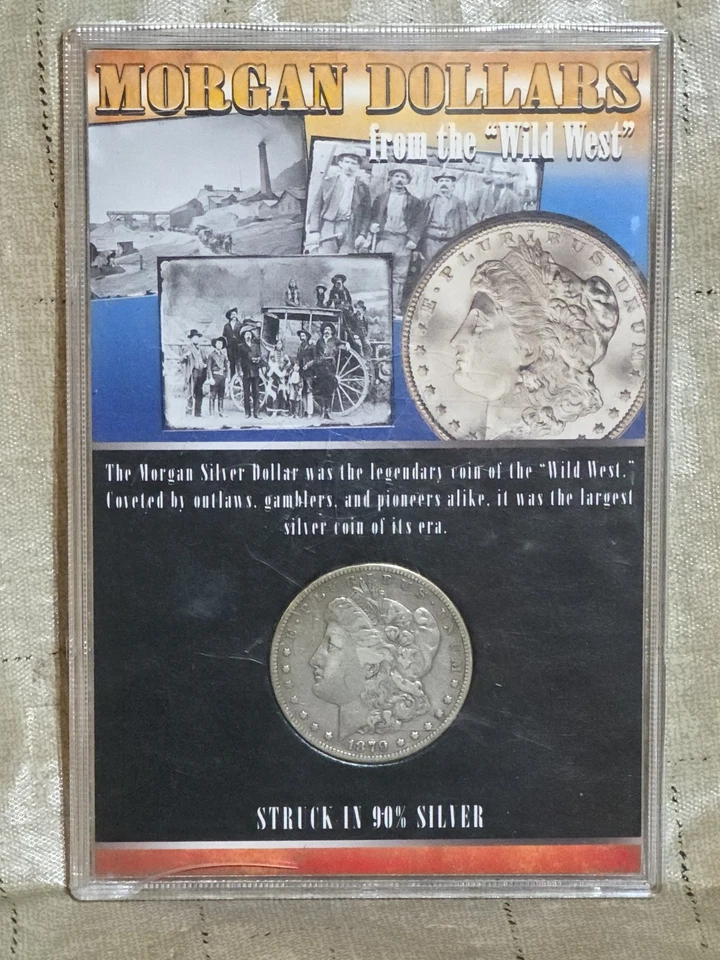 MORGAN DOLLARS
from the "Wild West"
E · PLURIBUS · UNUM
The Morgan Silver Dollar was the legendary coin of the "Wild West."
Coveted by outlaws, gamblers, and pioneers alike, it was the largest
silver coin of its era.
1879
STRUCK IN 90% SILVER